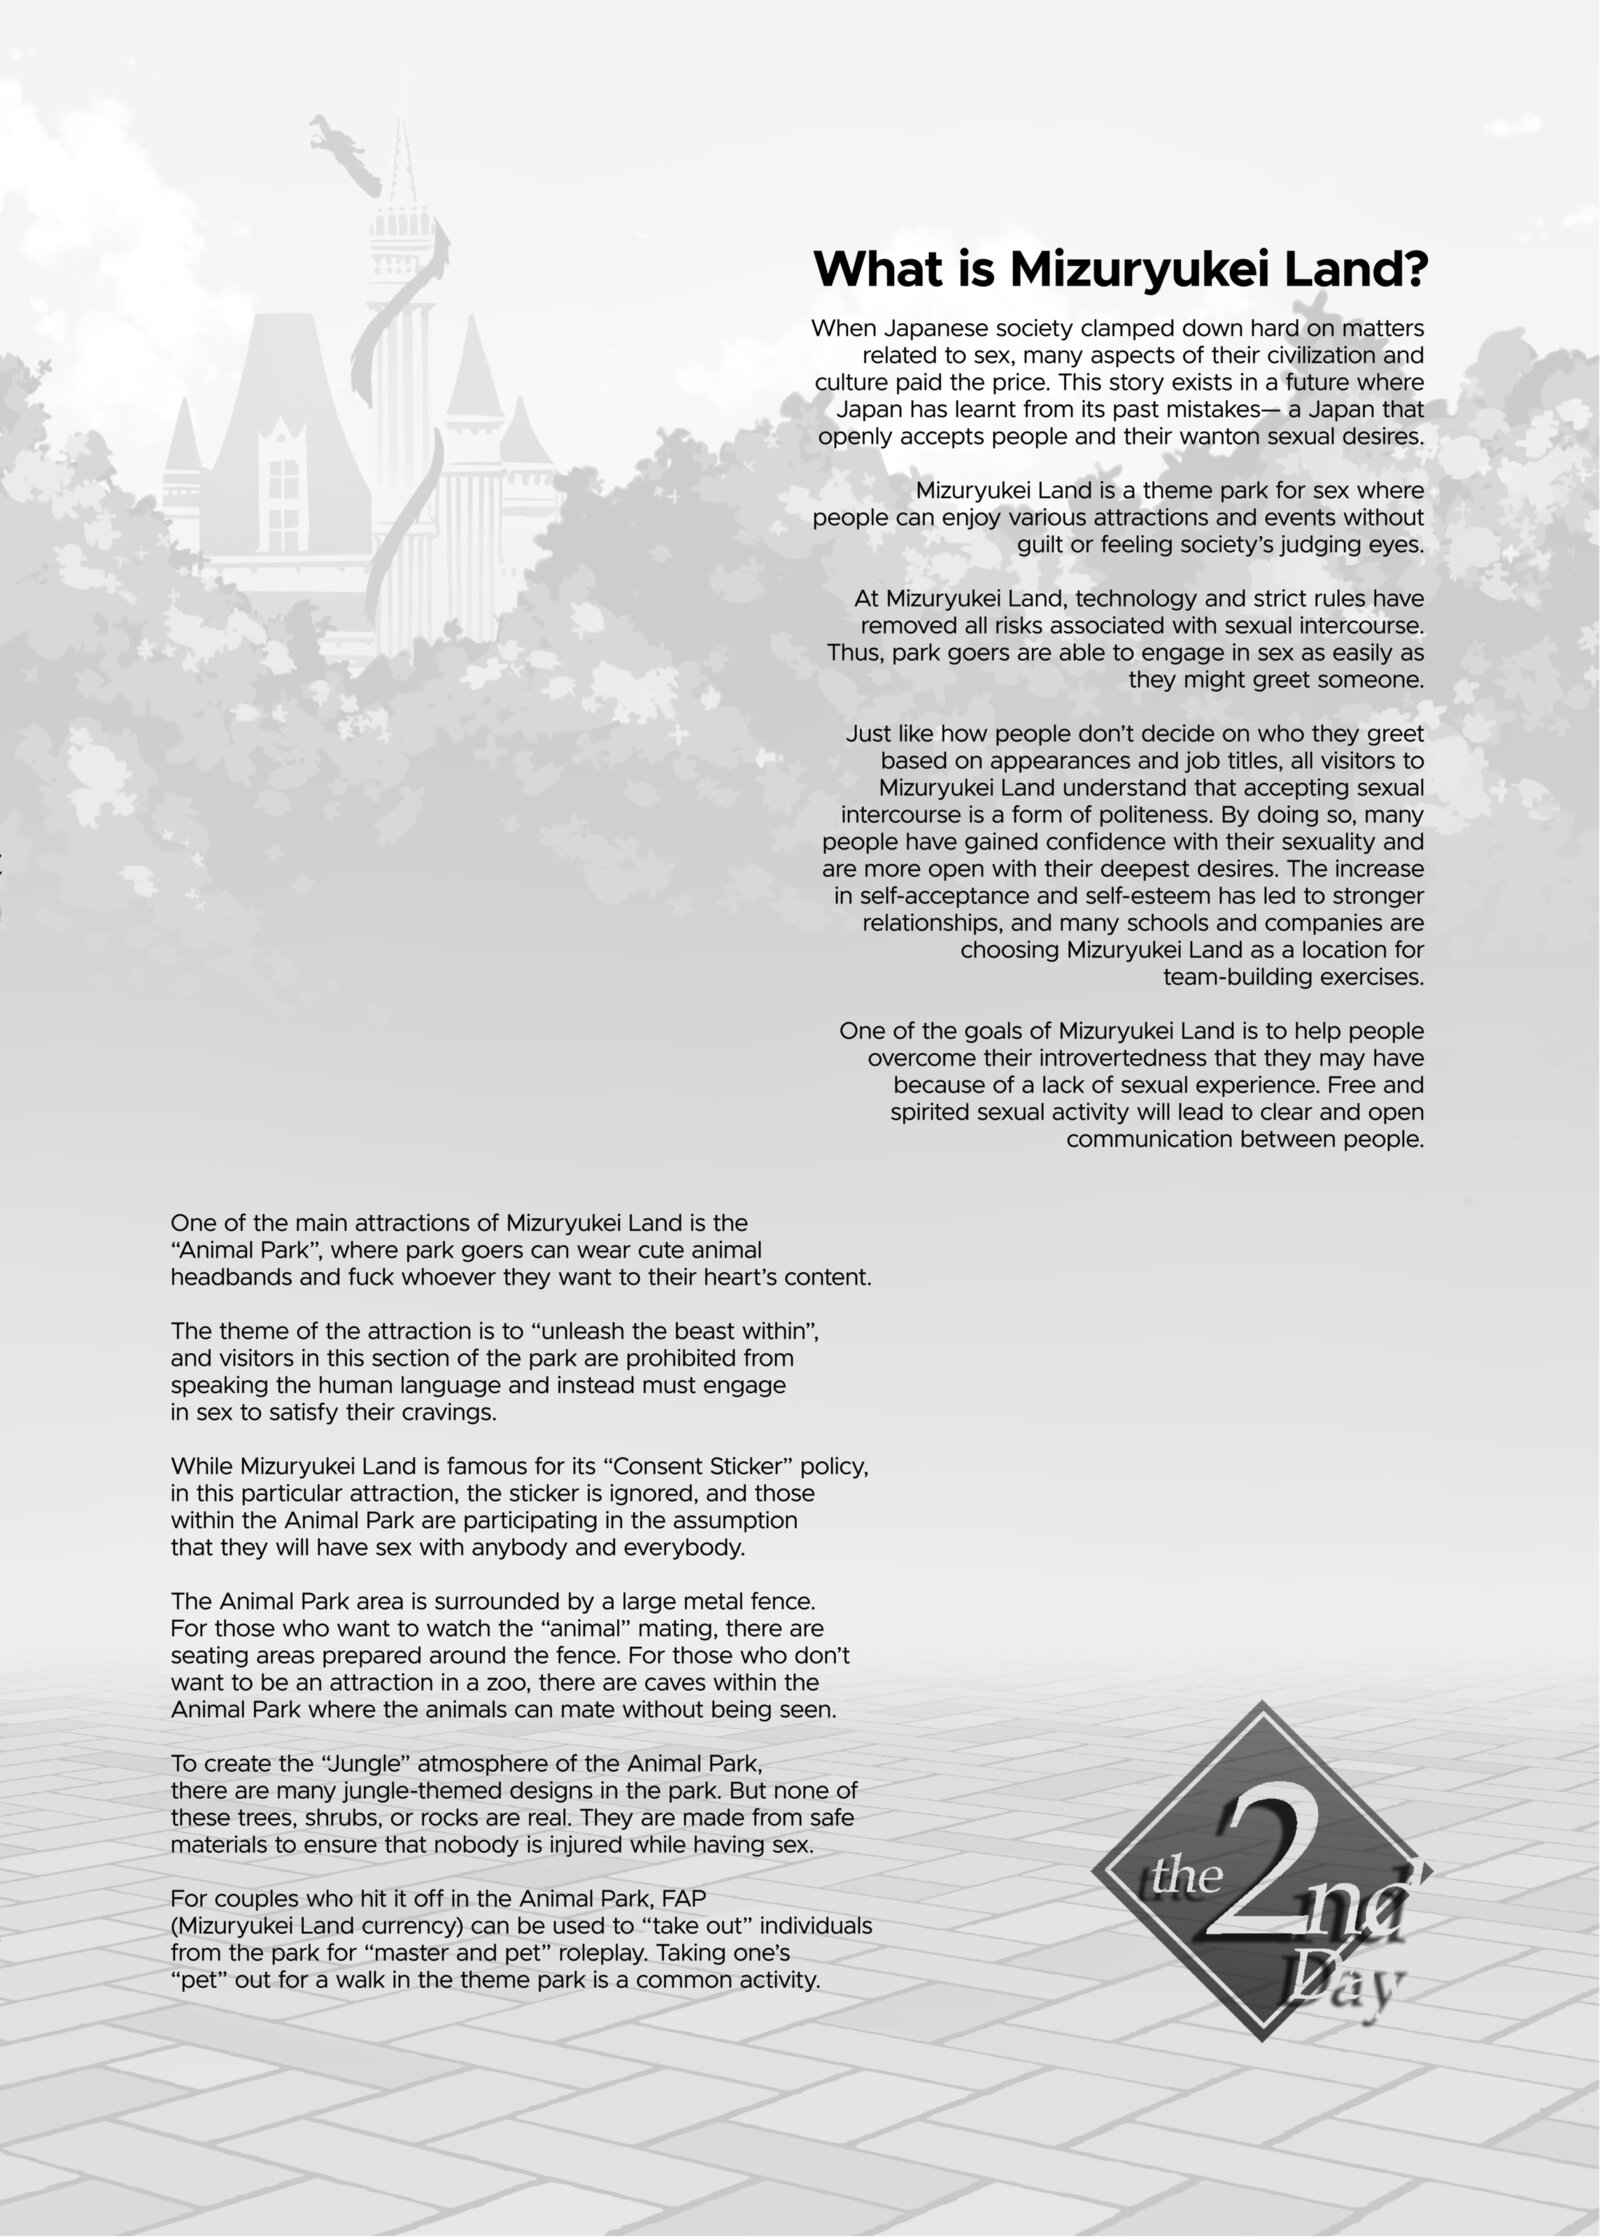 What is Mizuryukei Land?
When Japanese society clamped down hard on matters
related to sex, many aspects of their civilization and
culture paid the price. This story exists in a future where
Japan has learnt from its past mistakes— a Japan that
openly accepts people and their wanton sexual desires.
Mizuryukei Land is a theme park for sex where
people can enjoy various attractions and events without
guilt or feeling society’s judging eyes.
At Mizuryukei Land, technology and strict rules have
removed all risks associated with sexual intercourse.
Thus, park goers are able to engage in sex as easily as
they might greet someone.
Just like how people don’t decide on who they greet
based on appearances and job titles, all visitors to
Mizuryukei Land understand that accepting sexual
intercourse is a form of politeness. By doing so, many
people have gained confidence with their sexuality and
are more open with their deepest desires. The increase
in self-acceptance and self-esteem has led to stronger
relationships, and many schools and companies are
choosing Mizuryukei Land as a location for
team-building exercises.
One of the goals of Mizuryukei Land is to help people
overcome their introvertedness that they may have
because of a lack of sexual experience. Free and
spirited sexual activity will lead to clear and open
communication between people.
One of the main attractions of Mizuryukei Land is the
“Animal Park”, where park goers can wear cute animal
headbands and fuck whoever they want to their heart’s content.
The theme of the attraction is to “unleash the beast within”,
and visitors in this section of the park are prohibited from
speaking the human language and instead must engage
in sex to satisfy their cravings.
While Mizuryukei Land is famous for its “Consent Sticker” policy,
in this particular attraction, the sticker is ignored, and those
within the Animal Park are participating in the assumption
that they will have sex with anybody and everybody.
The Animal Park area is surrounded by a large metal fence.
For those who want to watch the “animal” mating, there are
seating areas prepared around the fence. For those who don’t
want to be an attraction in a zoo, there are caves within the
Animal Park where the animals can mate without being seen.
To create the “Jungle” atmosphere of the Animal Park,
there are many jungle-themed designs in the park. But none of
these trees, shrubs, or rocks are real. They are made from safe
materials to ensure that nobody is injured while having sex.
For couples who hit it off in the Animal Park, FAP
(Mizuryukei Land currency) can be used to “take out” individuals
from the park for “master and pet” roleplay. Taking one’s
“pet” out for a walk in the theme park is a common activity.
the 2nd
Day